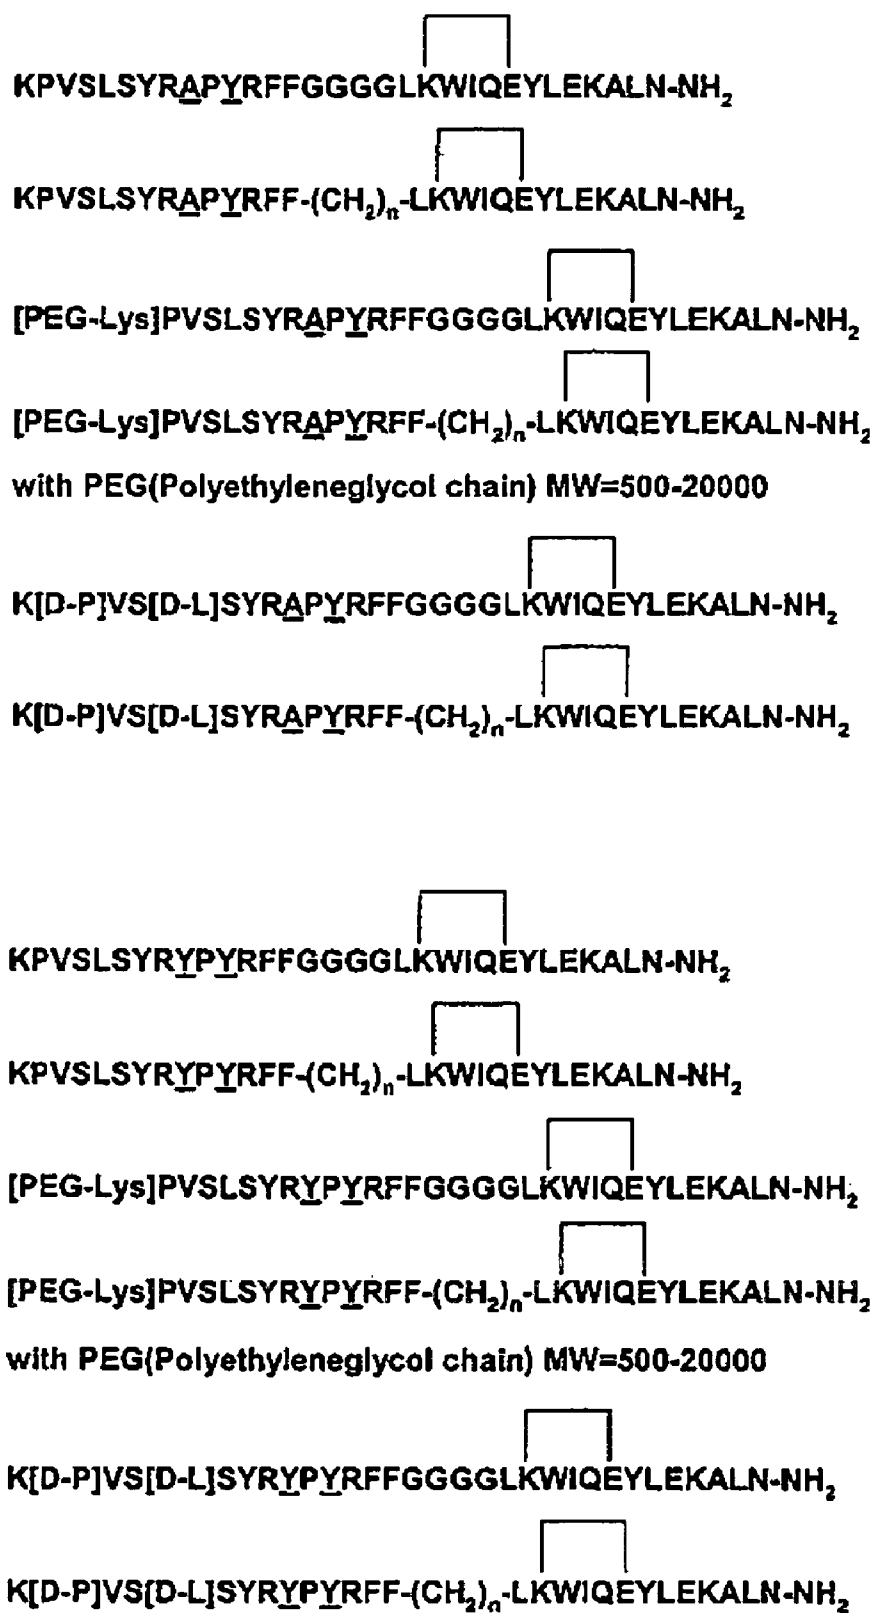 KPVSLSYRAPYRFFGGGGLKWIQEYLEKALN-NH₂
KPVSLSYRAPYRFF-(CH₂)ₙ-LKWIQEYLEKALN-NH₂
[PEG-Lys]PVSLSYRAPYRFFGGGGLKWIQEYLEKALN-NH₂
[PEG-Lys]PVSLSYRAPYRFF-(CH₂)ₙ-LKWIQEYLEKALN-NH₂
with PEG(Polyethyleneglycol chain) MW=500-20000
K[D-P]VS[D-L]SYRAPYRFFGGGGLKWIQEYLEKALN-NH₂
K[D-P]VS[D-L]SYRAPYRFF-(CH₂)ₙ-LKWIQEYLEKALN-NH₂
KPVSLSYRYPYRFFGGGGLKWIQEYLEKALN-NH₂
KPVSLSYRYPYRFF-(CH₂)ₙ-LKWIQEYLEKALN-NH₂
[PEG-Lys]PVSLSYRYPYRFFGGGGLKWIQEYLEKALN-NH₂
[PEG-Lys]PVSLSYRYPYRFF-(CH₂)ₙ-LKWIQEYLEKALN-NH₂
with PEG(Polyethyleneglycol chain) MW=500-20000
K[D-P]VS[D-L]SYRYPYRFFGGGGLKWIQEYLEKALN-NH₂
K[D-P]VS[D-L]SYRYPYRFF-(CH₂)ₙ-LKWIQEYLEKALN-NH₂